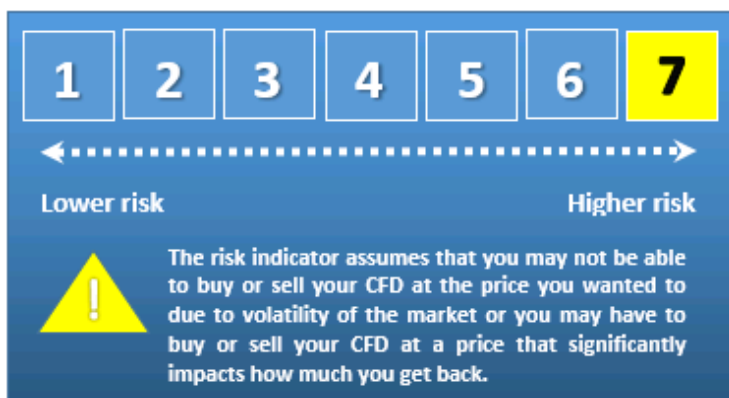 1 2 3 4 5 6 7
Lower risk Higher risk
!
The risk indicator assumes that you may not be able
to buy or sell your CFD at the price you wanted to
due to volatility of the market or you may have to
buy or sell your CFD at a price that significantly
impacts how much you get back.